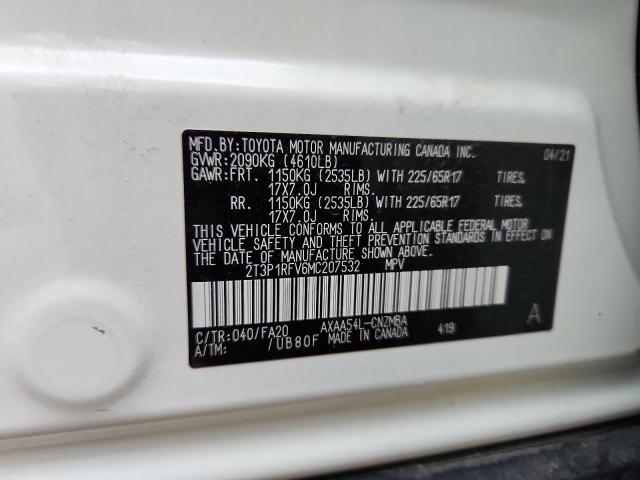 MFD.BY:TOYOTA MOTOR MANUFACTURING CANADA INC. 04/21
GVWR:2090KG (4610LB)
GAWR:FRT. 1150KG (2535LB) WITH 225/65R17 TIRES,
17X7.0J RIMS.
RR. 1150KG (2535LB) WITH 225/65R17 TIRES,
17X7.0J RIMS.
THIS VEHICLE CONFORMS TO ALL APPLICABLE FEDERAL MOTOR
VEHICLE SAFETY AND THEFT PREVENTION STANDARDS IN EFFECT ON
THE DATE OF MANUFACTURE SHOWN ABOVE.
2T3P1RFV6MC207532 MPV
C/TR:040/FA20 AXAA54L-CNZMBA 419 A
A/TM: /UB80F MADE IN CANADA